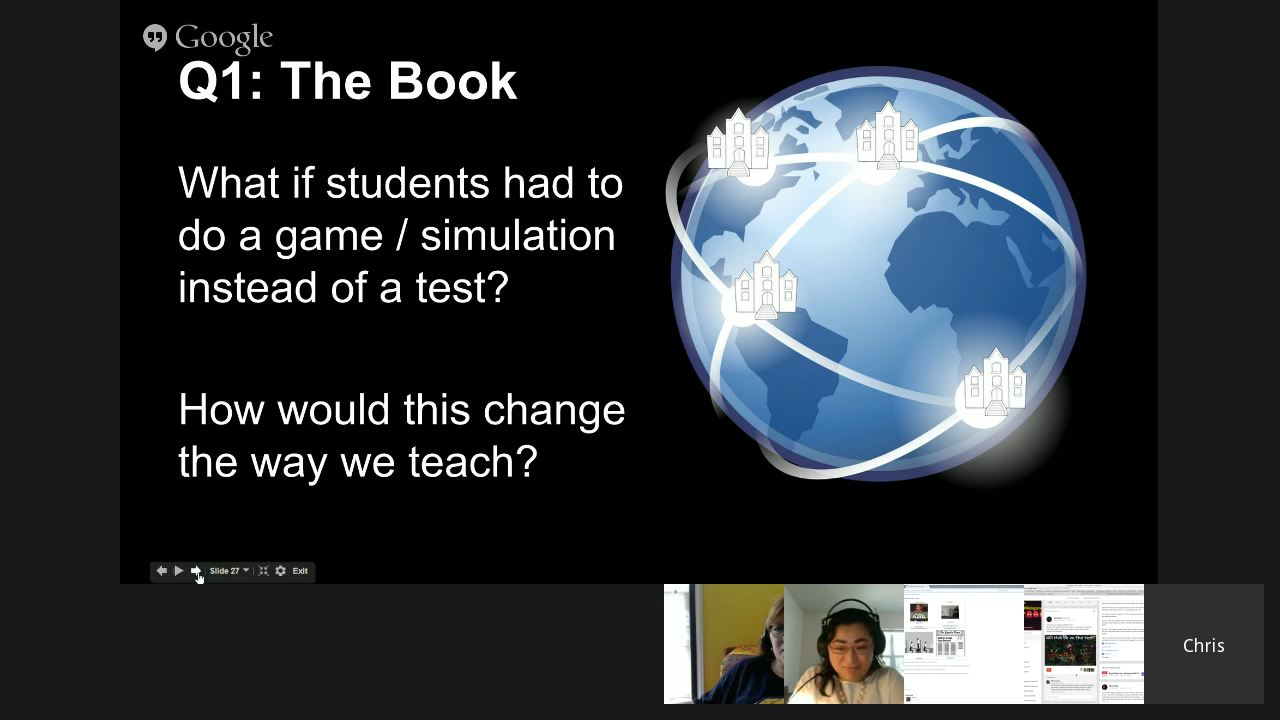 Google
Q1: The Book
What if students had to
do a game / simulation
instead of a test?
How would this change
the way we teach?
Slide 27
Exit
Chris